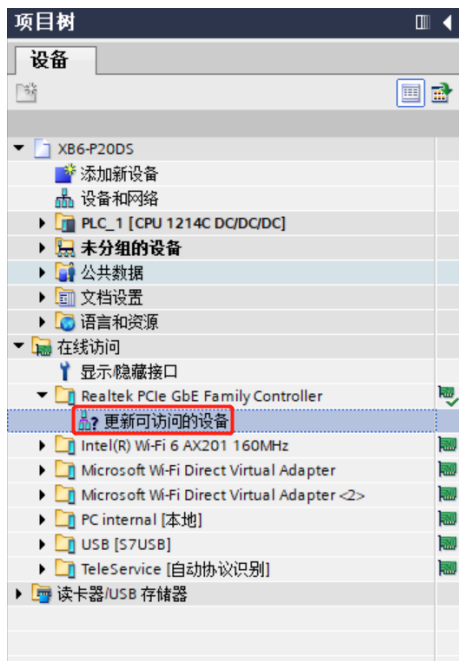 项目树
设备
XB6-P20DS
添加新设备
设备和网络
PLC_1 [CPU 1214C DC/DC/DC]
未分组的设备
公共数据
文档设置
语言和资源
在线访问
显示/隐藏接口
Realtek PCIe GbE Family Controller
更新可访问的设备
Intel(R) Wi-Fi 6 AX201 160MHz
Microsoft Wi-Fi Direct Virtual Adapter
Microsoft Wi-Fi Direct Virtual Adapter <2>
PC internal [本地]
USB [S7USB]
TeleService [自动协议识别]
读卡器/USB 存储器